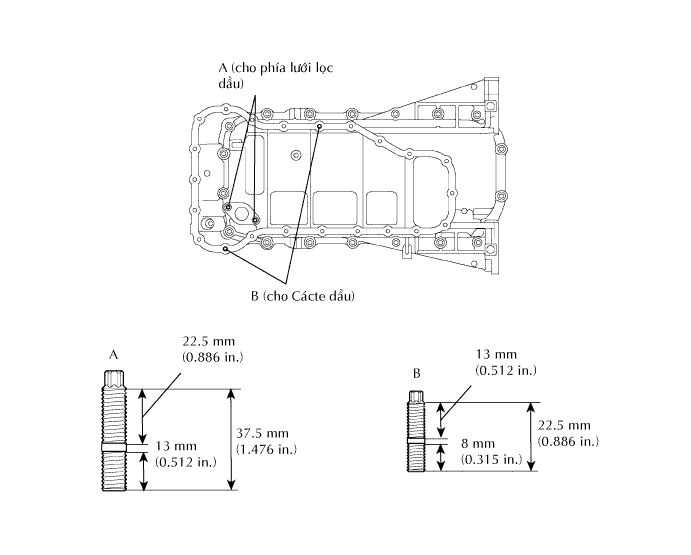 A (cho phía lưới lọc
dầu)
B (cho Cácte dầu)
22.5 mm
(0.886 in.)
A
13 mm
(0.512 in.)
37.5 mm
(1.476 in.)
13 mm
(0.512 in.)
B
8 mm
(0.315 in.)
22.5 mm
(0.886 in.)